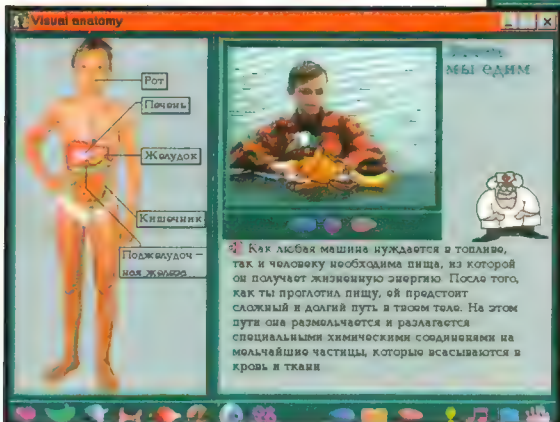 Visual anatomy
Рот
Печень
Желудок
Кишечник
Поджелудоч –
ная железа
мы едим
Как любая машина нуждается в топливе,
так и человеку необходима пища, из которой
он получает жизненную энергию. После того,
как ты проглотил пищу, ей предстоит
сложный и долгий путь в твоем теле. На этом
пути она размельчается и разлагается
специальными химическими соединенями на
мельчайшие частицы, которые всасываются в
кровь и ткани